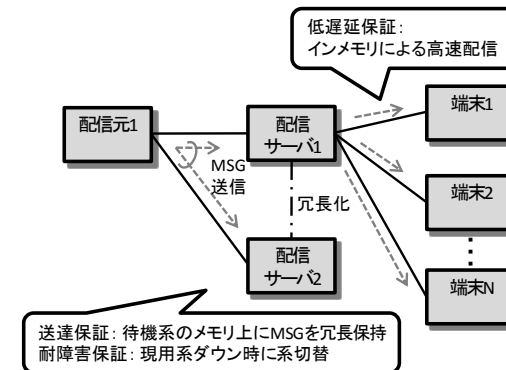 低遅延保証：
インメモリによる高速配信
配信元1
配信
サーバ1
端末1
MSG
送信
冗長化
端末2
配信
サーバ2
端末N
送達保証：待機系のメモリ上にMSGを冗長保持
耐障害保証：現用系ダウン時に系切替